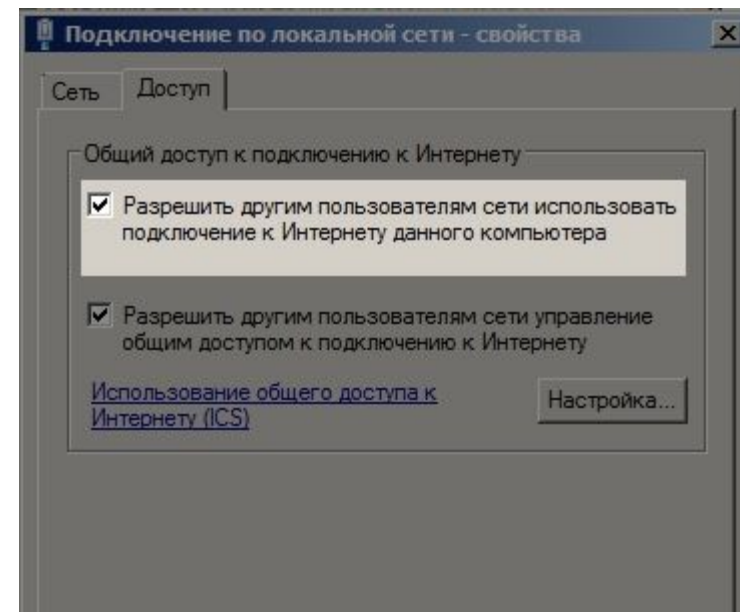 Подключение по локальной сети - свойства
Сеть Доступ
Общий доступ к подключению к Интернету
Разрешить другим пользователям сети использовать
подключение к Интернету данного компьютера
Разрешить другим пользователям сети управление
общим доступом к подключению к Интернету
Использование общего доступа к
Интернету (ICS)
Настройка...